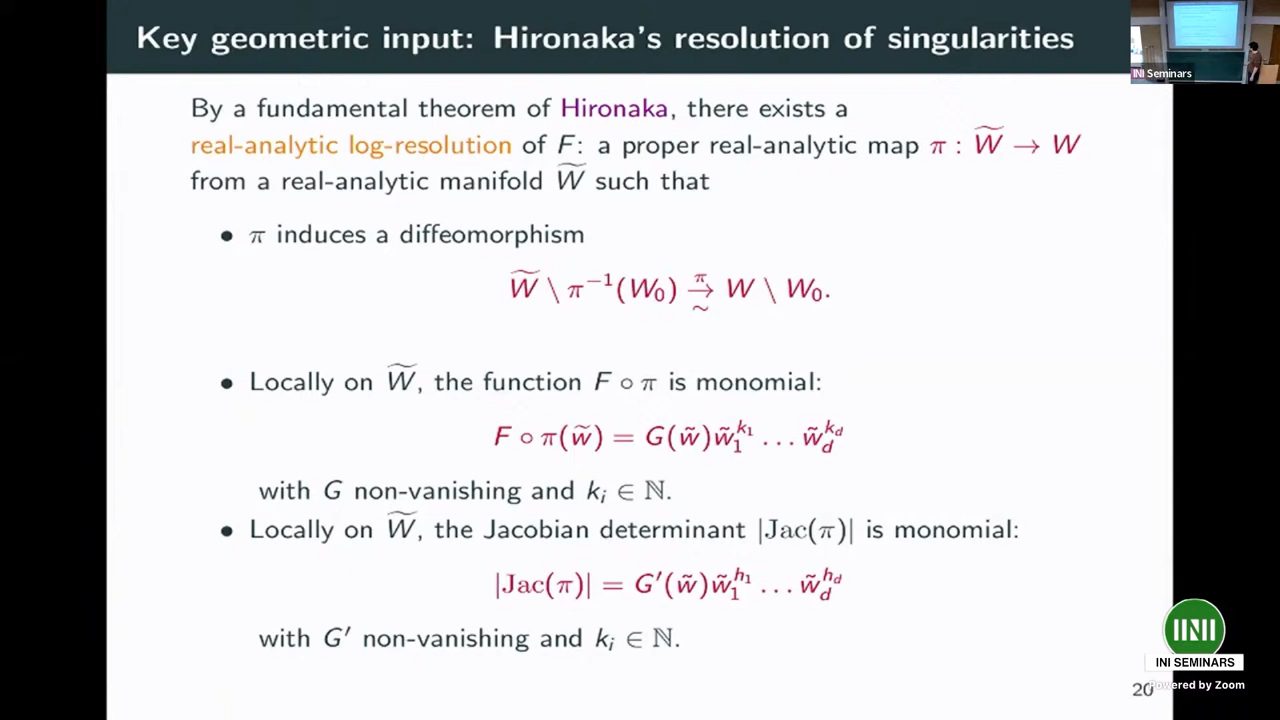 Key geometric input: Hironaka's resolution of singularities
INI Seminars
By a fundamental theorem of Hironaka, there exists a
real-analytic log-resolution of F: a proper real-analytic map π : W̃ → W
from a real-analytic manifold W̃ such that
• π induces a diffeomorphism
W̃ \ π⁻¹(W₀) →^π_∼ W \ W₀.
• Locally on W̃, the function F ∘ π is monomial:
F ∘ π(w̃) = G(w̃)w̃₁^{k₁} … w̃_d^{k_d}
with G non-vanishing and kᵢ ∈ ℕ.
• Locally on W̃, the Jacobian determinant |Jac(π)| is monomial:
|Jac(π)| = G′(w̃)w̃₁^{h₁} … w̃_d^{h_d}
with G′ non-vanishing and kᵢ ∈ ℕ.
INI SEMINARS
20
Powered by Zoom